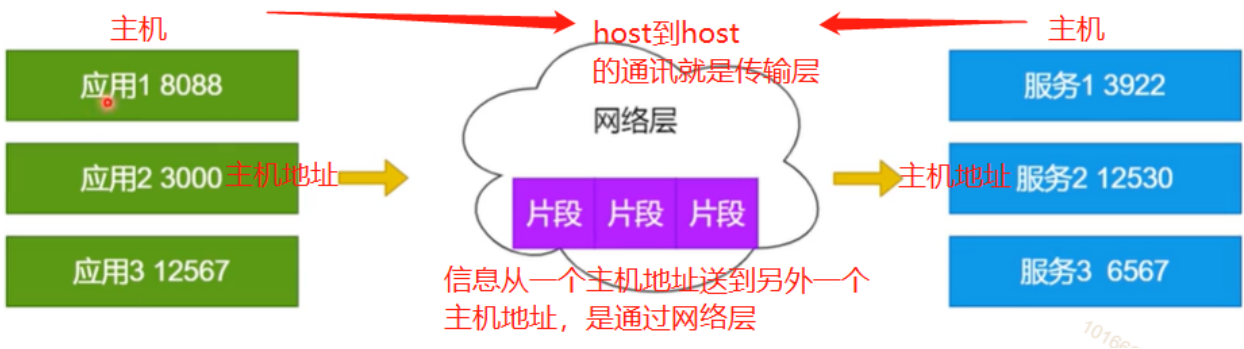 主机
host到host
的通讯就是传输层
主机
应用1 8088
网络层
服务1 3922
应用2 3000
主机地址
主机地址
服务2 12530
片段 片段 片段
应用3 12567
信息从一个主机地址送到另外一个
主机地址，是通过网络层
服务3 6567